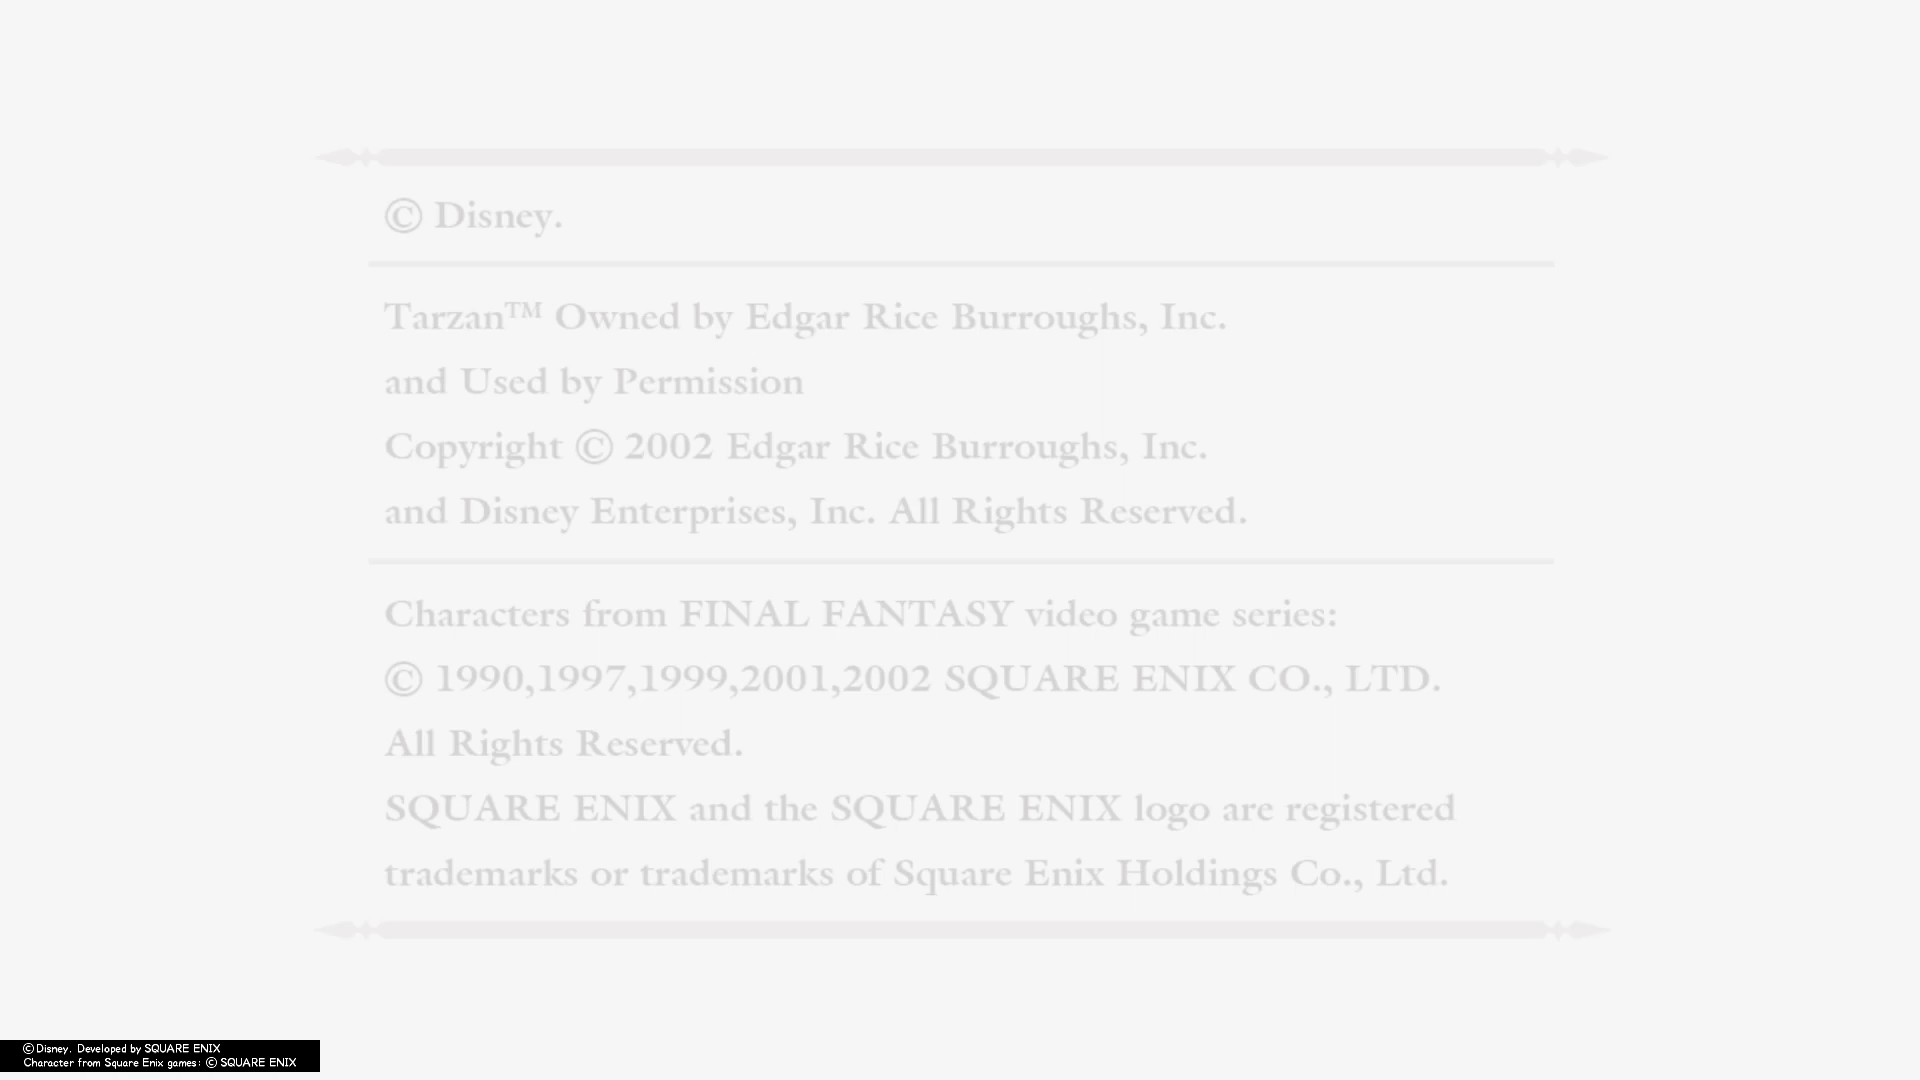 © Disney.
Tarzan™ Owned by Edgar Rice Burroughs, Inc.
and Used by Permission
Copyright © 2002 Edgar Rice Burroughs, Inc.
and Disney Enterprises, Inc. All Rights Reserved.
Characters from FINAL FANTASY video game series:
© 1990,1997,1999,2001,2002 SQUARE ENIX CO., LTD.
All Rights Reserved.
SQUARE ENIX and the SQUARE ENIX logo are registered
trademarks or trademarks of Square Enix Holdings Co., Ltd.
© Disney. Developed by SQUARE ENIX
Character from Square Enix games: © SQUARE ENIX